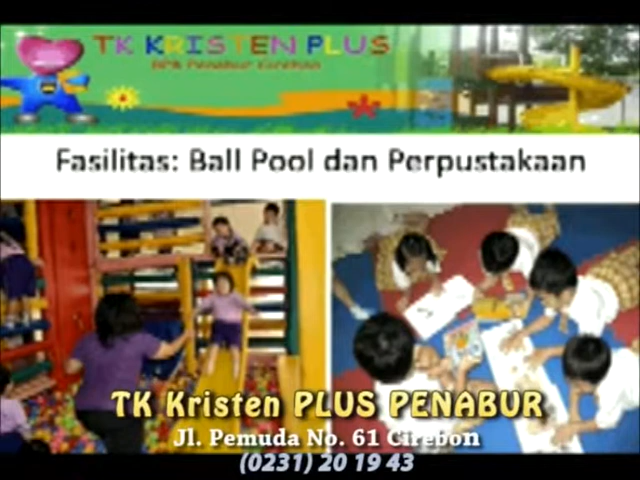 TK KRISTEN PLUS
BPK Penabur Cirebon
Fasilitas: Ball Pool dan Perpustakaan
TK Kristen PLUS PENABUR
Jl. Pemuda No. 61 Cirebon
(0231) 20 19 43